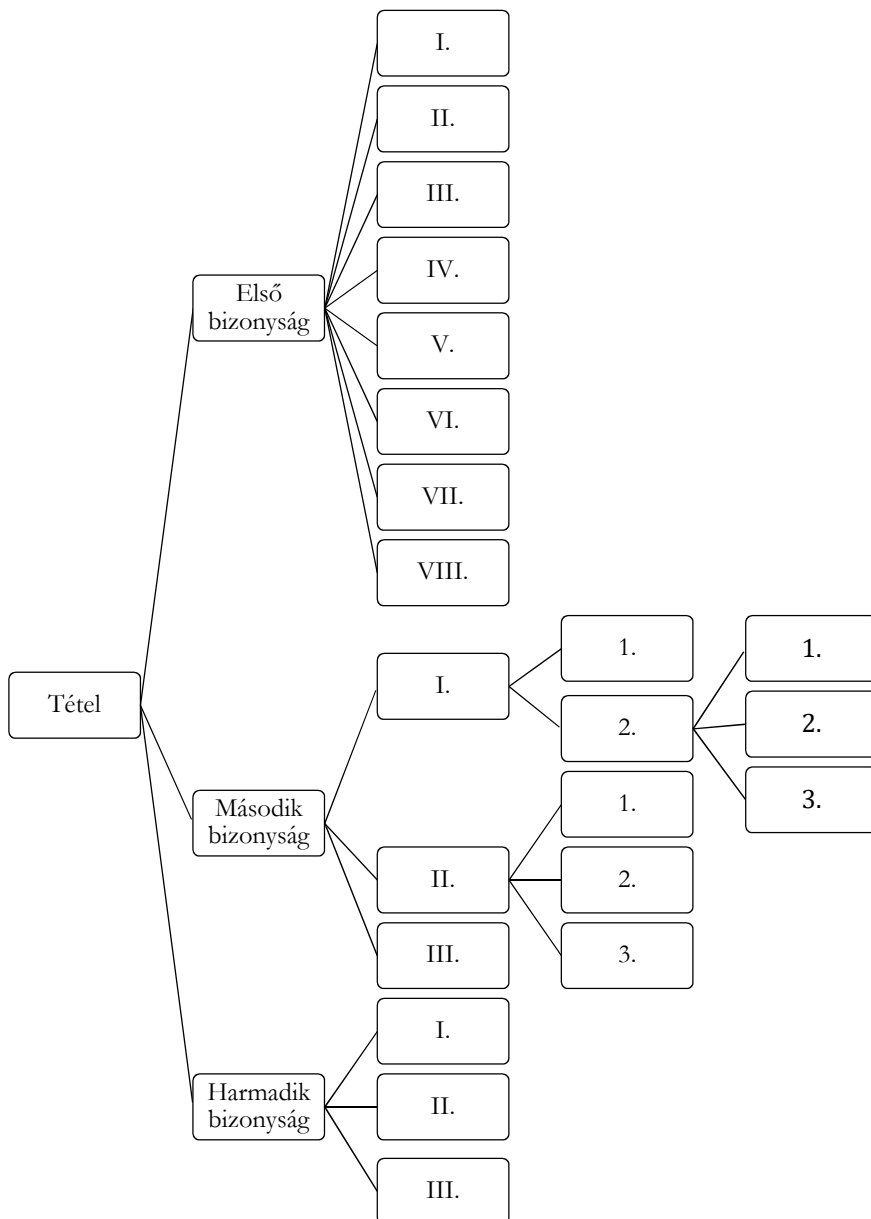 I.
II.
III.
IV.
Első
bizonyság
V.
VI.
VII.
VIII.
Tétel
I.
1.
2.
1.
2.
3.
Második
bizonyság
II.
1.
2.
3.
III.
Harmadik
bizonyság
I.
II.
III.